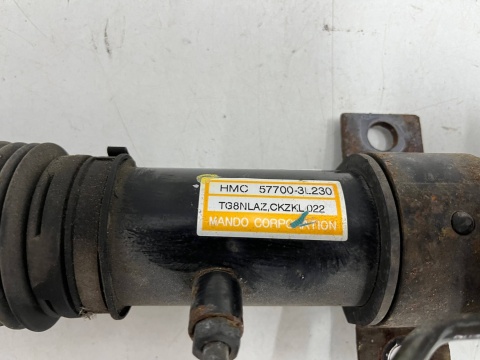 HMC 57700-3L230
TG8NLAZ,CKZKL022
MANDO CORPORATION